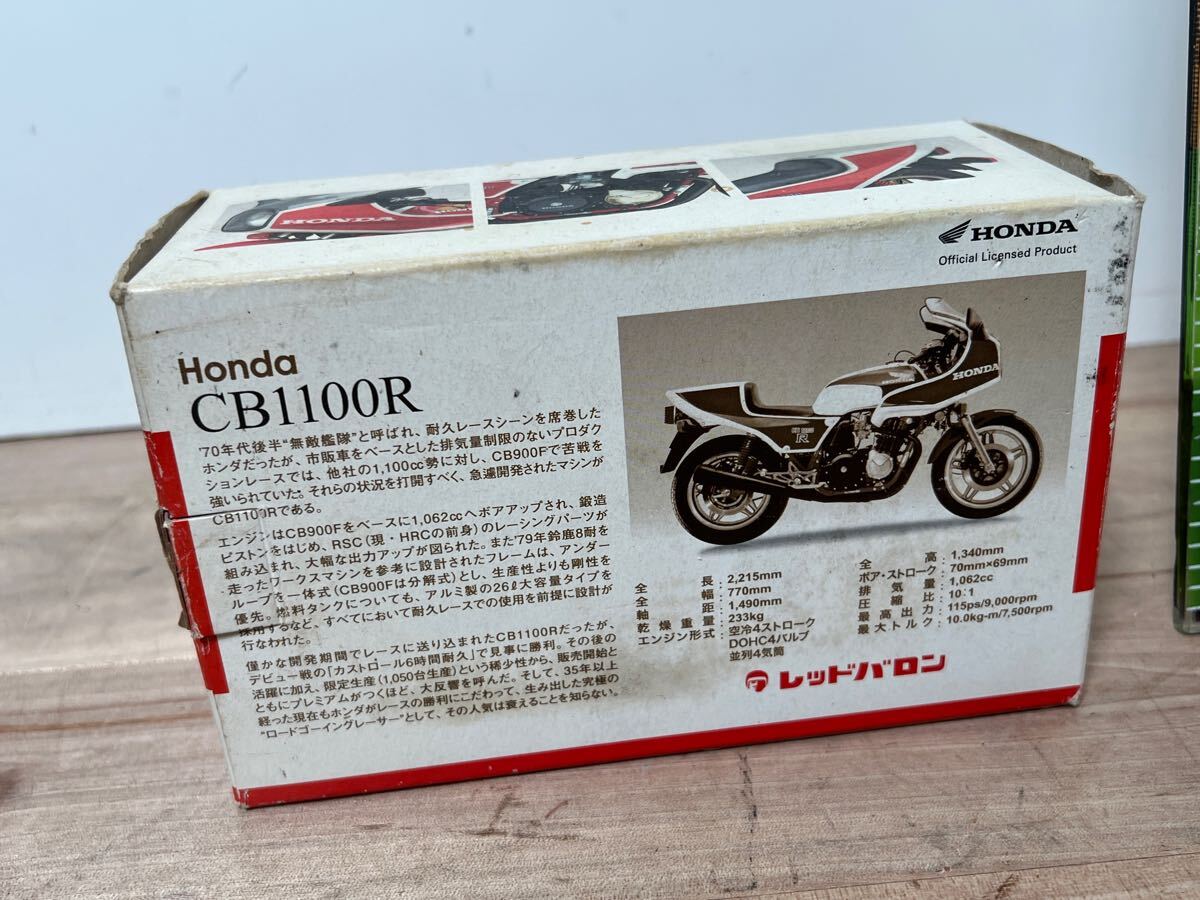 HONDA
HONDA
Official Licensed Product
Honda
CB1100R
'70年代後半“無敵艦隊”と呼ばれ、耐久レースシーンを席巻した
ホンダだったが、市販車をベースとした排気量制限のないプロダク
ションレースでは、他社の1,100cc勢に対し、CB900Fで苦戦を
強いられていた。それらの状況を打開すべく、急遽開発されたマシンが
CB1100Rである。
エンジンはCB900Fをベースに1,062ccへボアアップされ、鍛造
ピストンをはじめ、RSC(現・HRCの前身)のレーシングパーツが
組み込まれ、大幅な出力アップが図られた。また'79年鈴鹿8耐を
走ったワークスマシンを参考に設計されたフレームは、アンダー
ループを一体式(CB900Fは分解式)とし、生産性よりも剛性を
優先。燃料タンクについても、アルミ製の26ℓ大容量タイプを
採用するなど、すべてにおいて耐久レースでの使用を前提に設計が
行なわれた。
僅かな開発期間でレースに送り込まれたCB1100Rだったが、
デビュー戦の「カストロール6時間耐久」で見事に勝利。その後の
活躍に加え、限定生産(1,050台生産)という稀少性から、販売開始と
ともにプレミアムがつくほど、大反響を呼んだ。そして、35年以上
経った現在もホンダがレースの勝利にこだわって、生み出した究極の
“ロードゴーイングレーサー”として、その人気は衰えることを知らない。
HONDA
HONDA
R
全長:2,215mm
全幅:770mm
軸距:1,490mm
乾燥重量:233kg
エンジン形式:空冷4ストローク
DOHC4バルブ
並列4気筒
全高:1,340mm
ボア・ストローク:70mm×69mm
排気量:1,062cc
圧縮比:10:1
最高出力:115ps/9,000rpm
最大トルク:10.0kg-m/7,500rpm
レッドバロン